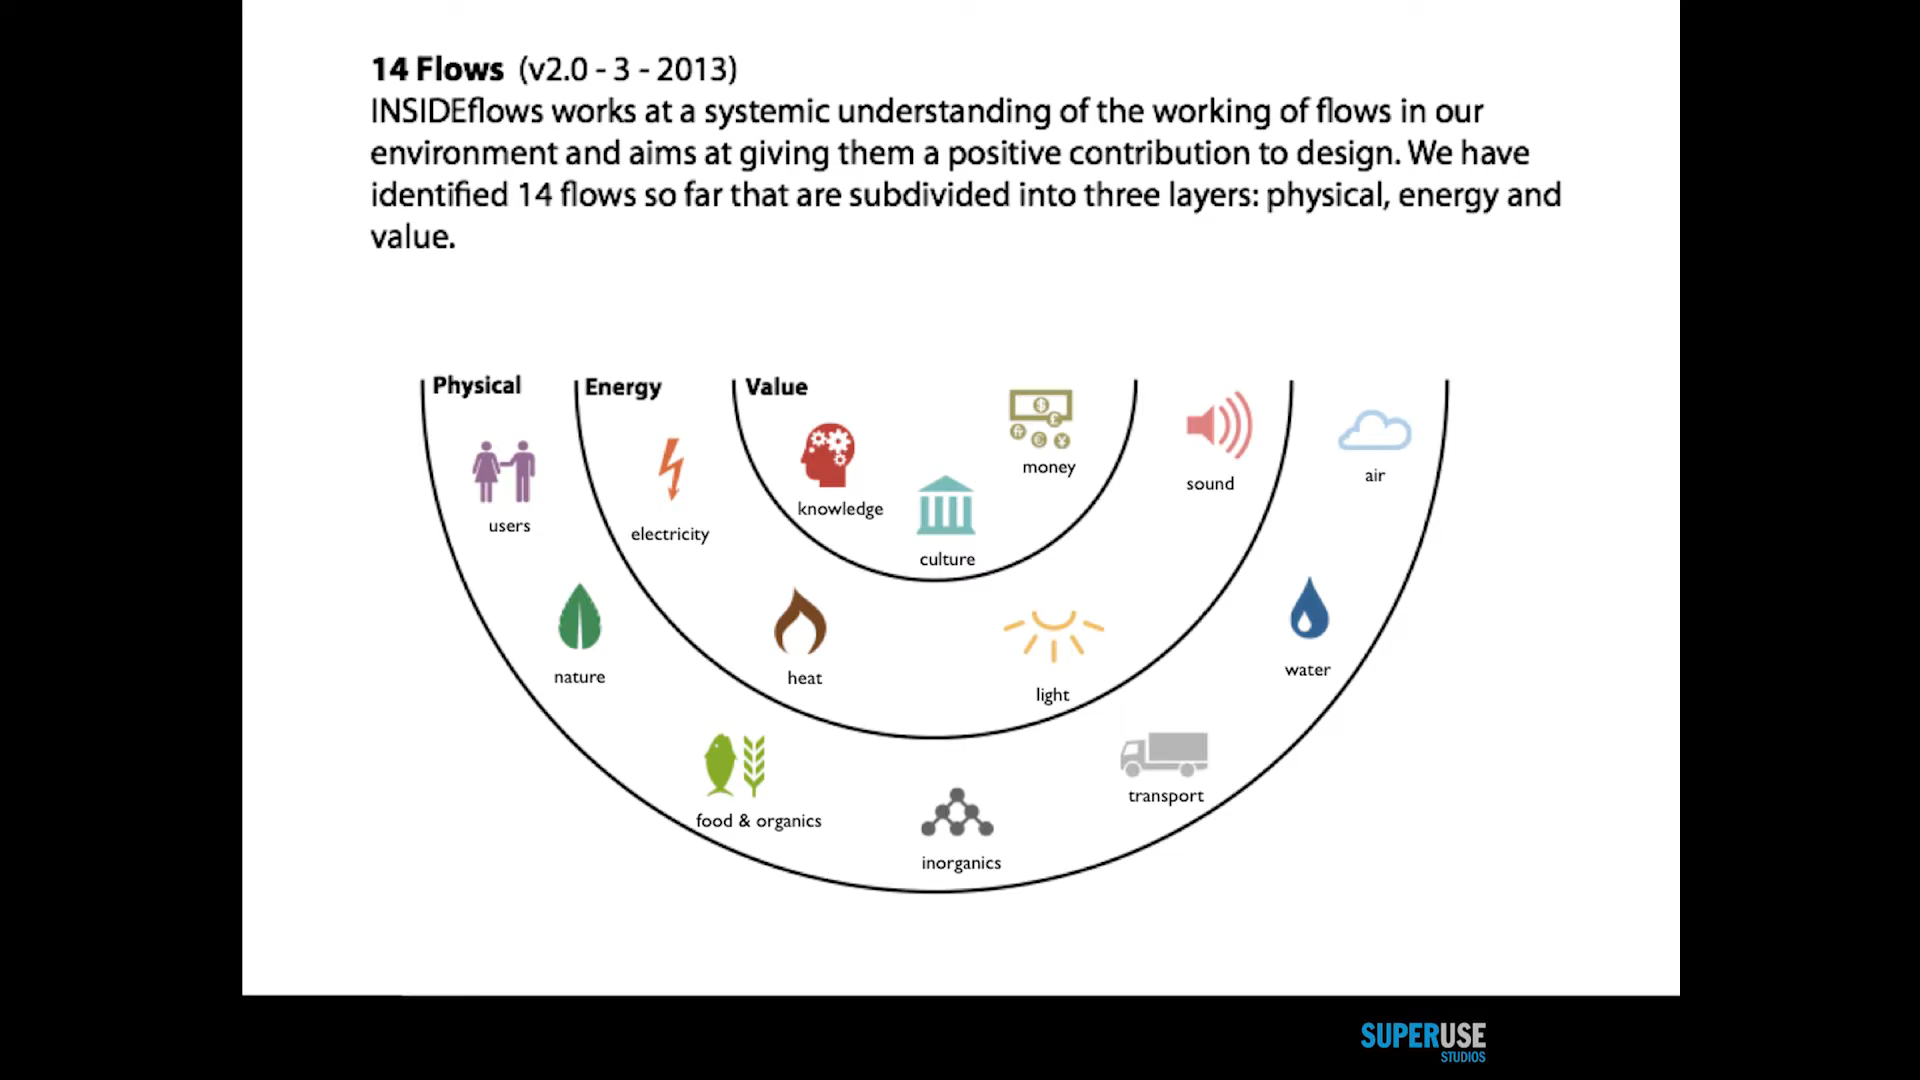 14 Flows (v2.0 - 3 - 2013)
INSIDEflows works at a systemic understanding of the working of flows in our
environment and aims at giving them a positive contribution to design. We have
identified 14 flows so far that are subdivided into three layers: physical, energy and
value.
Physical
Energy
Value
users
electricity
knowledge
culture
money
sound
air
nature
heat
light
water
food & organics
inorganics
transport
SUPERUSE
STUDIOS